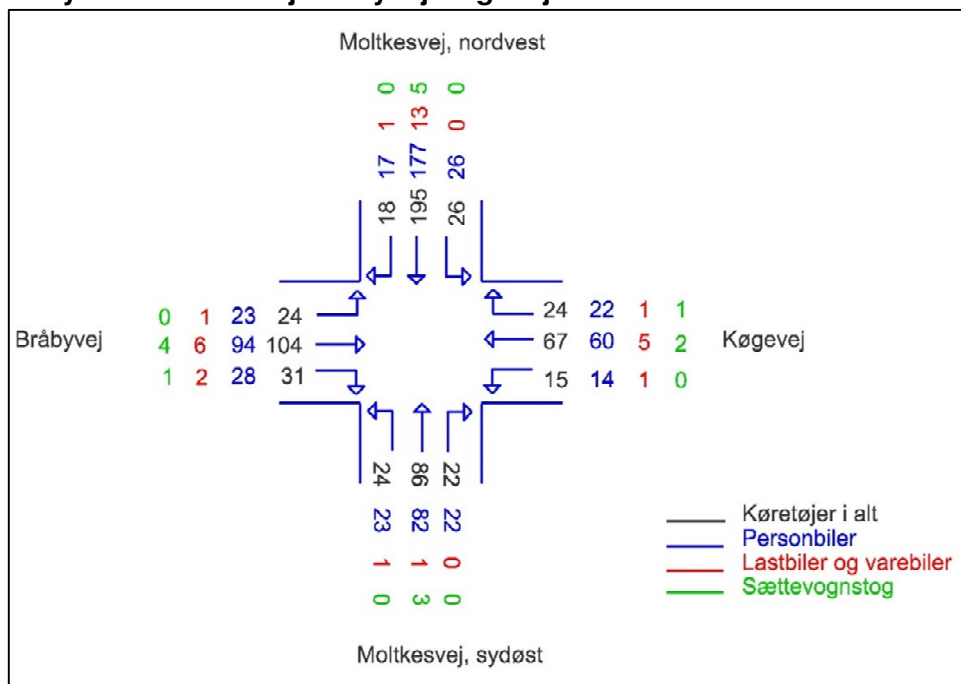 Moltkesvej, nordvest
0 5 0
1 13 0
17 177 26
18 195 26
0 1 23 24
Bråbyvej 4 6 94 104
1 2 28 31
24 22 1 1
67 60 5 2 Køgevej
15 14 1 0
24 86 22
23 82 22
1 1 0
0 3 0
Køretøjer i alt
Personbiler
Lastbiler og varebiler
Sættevognstog
Moltkesvej, sydøst